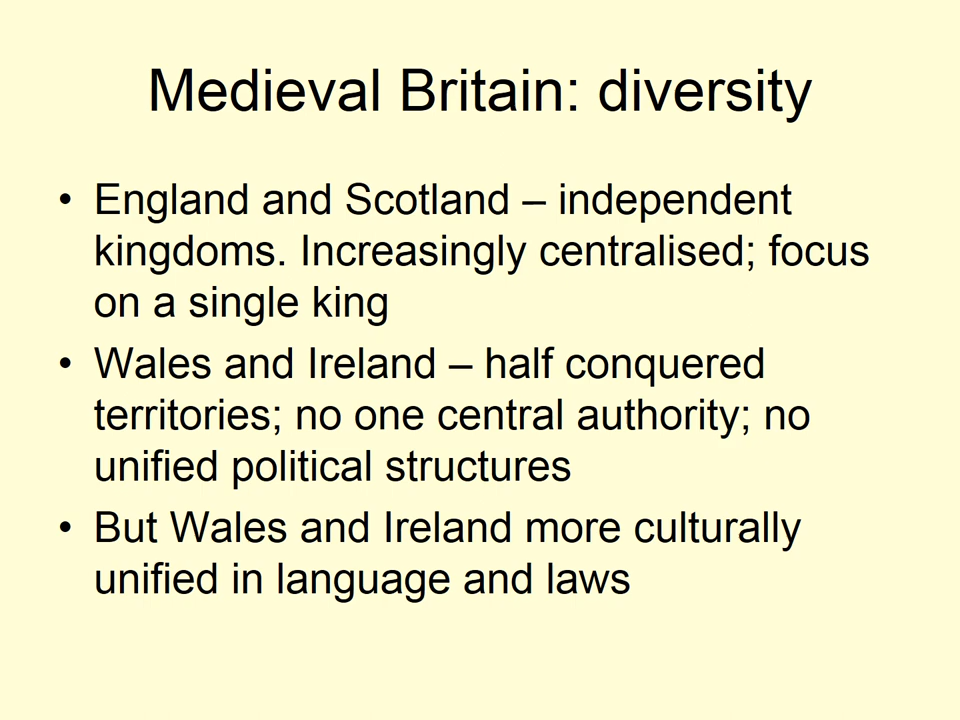 Medieval Britain: diversity
• England and Scotland – independent
kingdoms. Increasingly centralised; focus
on a single king
• Wales and Ireland – half conquered
territories; no one central authority; no
unified political structures
• But Wales and Ireland more culturally
unified in language and laws